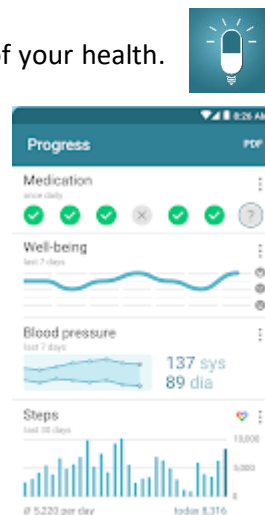 of your health.
8:26 AM
Progress PDF
Medication
once daily
?
Well-being
last 7 days
Blood pressure
last 7 days
137 sys
89 dia
Steps
last 30 days
10,000
5,000
0
Ø 5.220 per day today 8.316